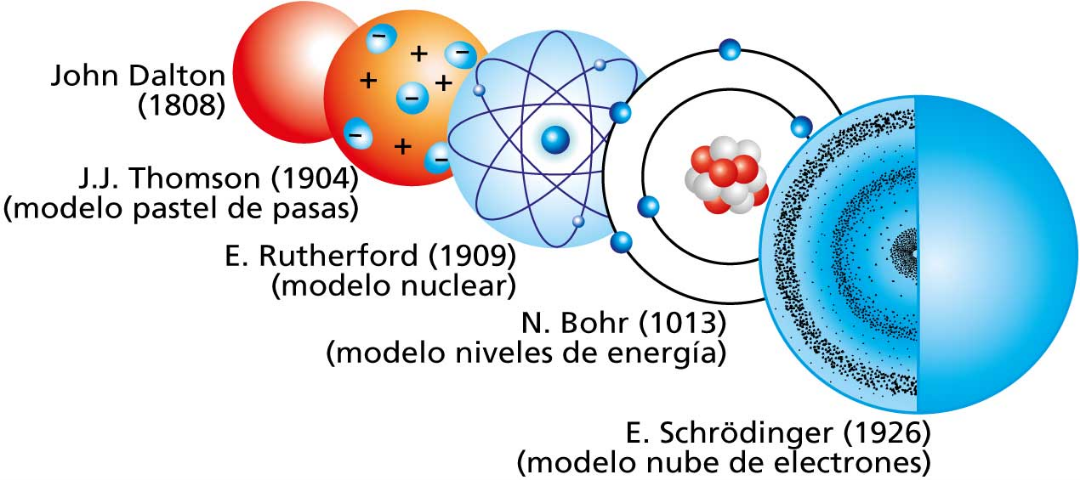 John Dalton
(1808)
J.J. Thomson (1904)
(modelo pastel de pasas)
E. Rutherford (1909)
(modelo nuclear)
N. Bohr (1013)
(modelo niveles de energía)
E. Schrödinger (1926)
(modelo nube de electrones)